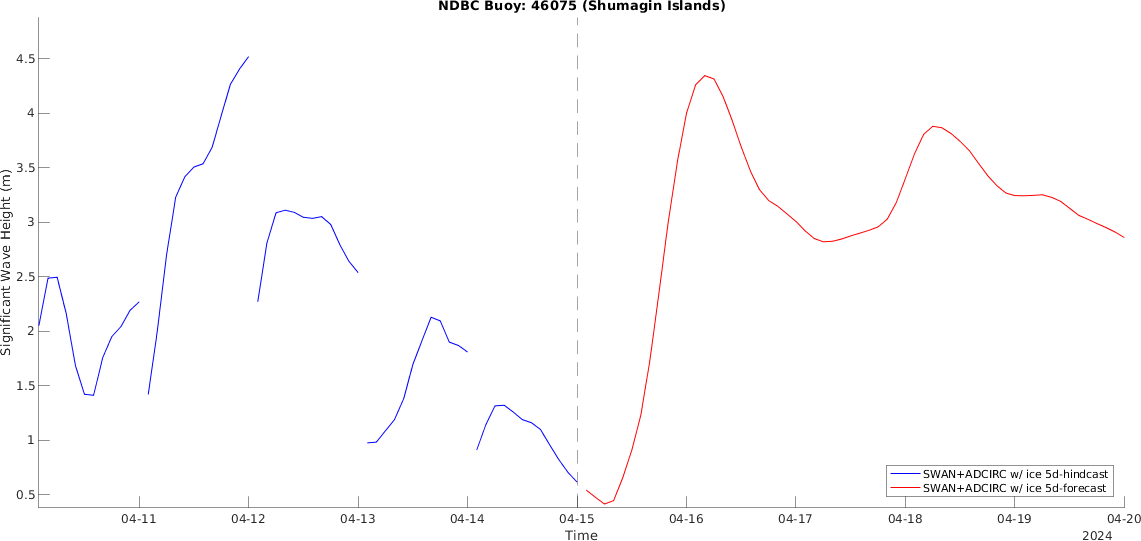 NDBC Buoy: 46075 (Shumagin Islands)
Significant Wave Height (m)
4.5
4
3.5
3
2.5
2
1.5
1
0.5
SWAN+ADCIRC w/ ice 5d-hindcast
SWAN+ADCIRC w/ ice 5d-forecast
04-11 04-12 04-13 04-14 04-15 04-16 04-17 04-18 04-19 04-20
Time
2024